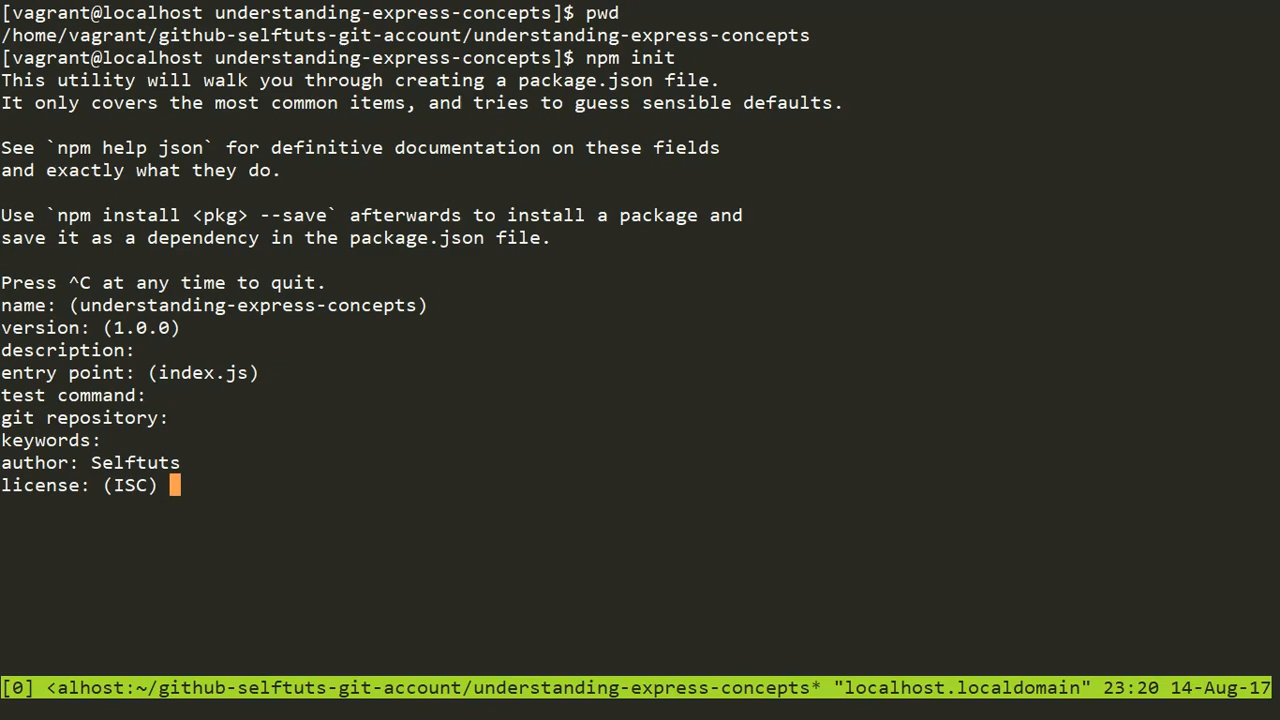 [vagrant@localhost understanding-express-concepts]$ pwd
/home/vagrant/github-selftuts-git-account/understanding-express-concepts
[vagrant@localhost understanding-express-concepts]$ npm init
This utility will walk you through creating a package.json file.
It only covers the most common items, and tries to guess sensible defaults.
See `npm help json` for definitive documentation on these fields
and exactly what they do.
Use `npm install <pkg> --save` afterwards to install a package and
save it as a dependency in the package.json file.
Press ^C at any time to quit.
name: (understanding-express-concepts)
version: (1.0.0)
description:
entry point: (index.js)
test command:
git repository:
keywords:
author: Selftuts
license: (ISC)
[0] <alhost:~/github-selftuts-git-account/understanding-express-concepts* "localhost.localdomain" 23:20 14-Aug-17